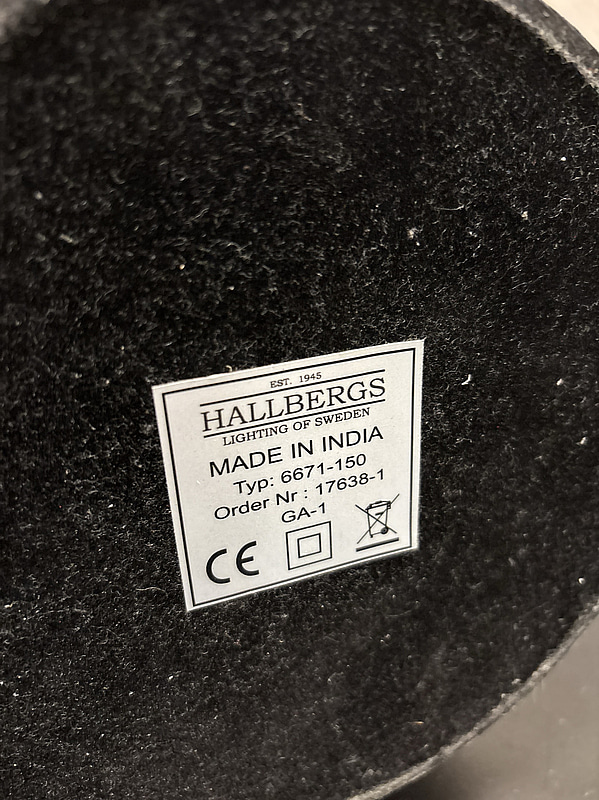 EST. 1945
HALLBERGS
LIGHTING OF SWEDEN
MADE IN INDIA
Typ: 6671-150
Order Nr : 17638-1
GA-1
CE